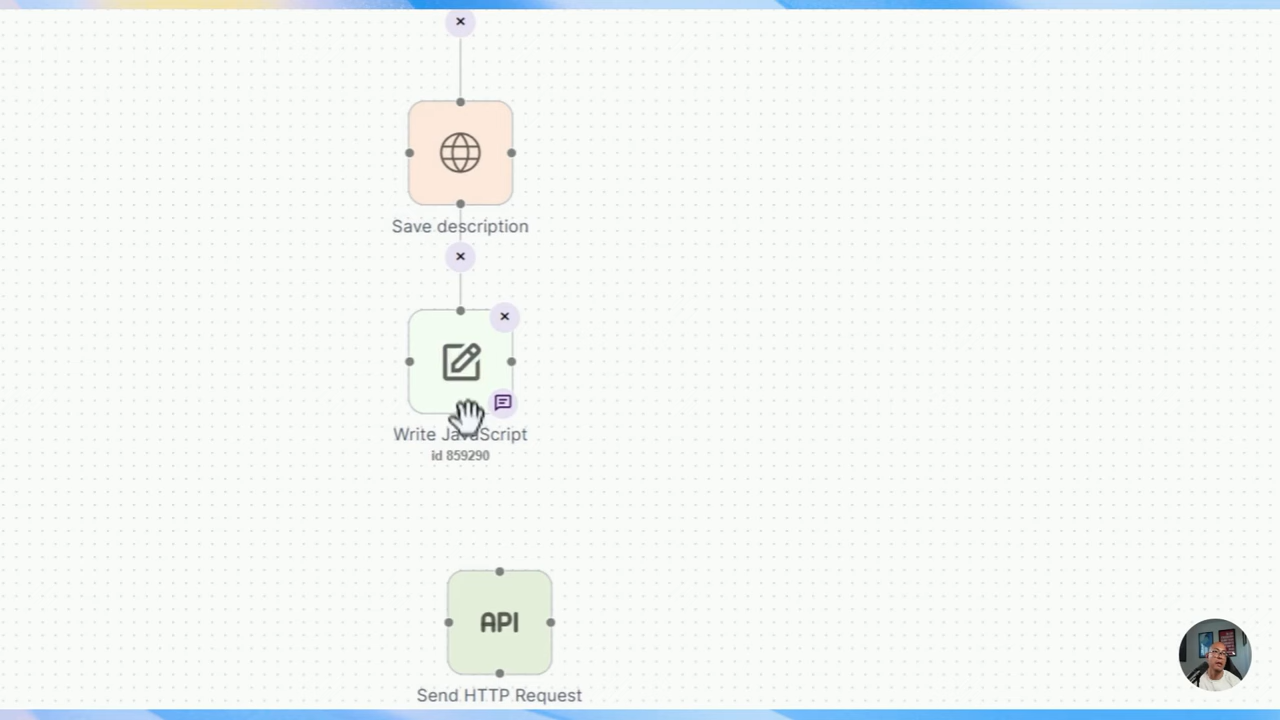 Save description
Write JavaScript
id 859290
API
Send HTTP Request